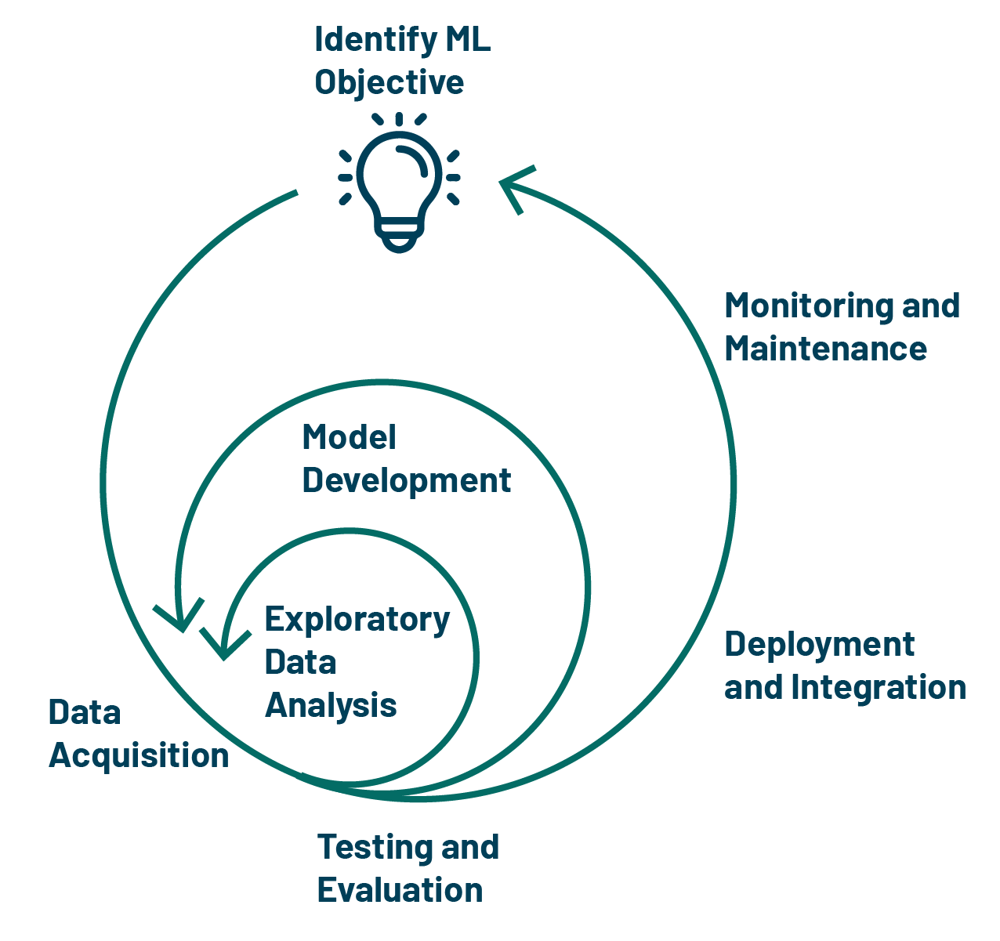 Identify ML
Objective
Monitoring and
Maintenance
Model
Development
Exploratory
Data
Analysis
Deployment
and Integration
Data
Acquisition
Testing and
Evaluation